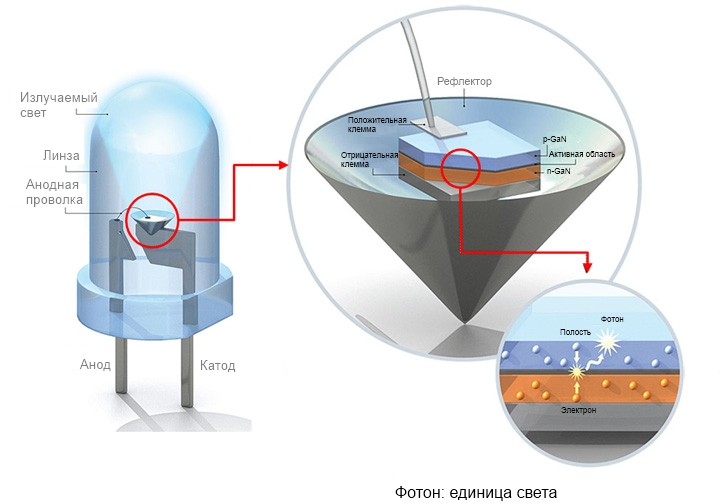 Излучаемый
свет
Линза
Анодная
проволка
Анод
Катод
Рефлектор
Положительная
клемма
Отрицательная
клемма
p-GaN
Активная область
n-GaN
Фотон
Полость
Электрон
Фотон: единица света